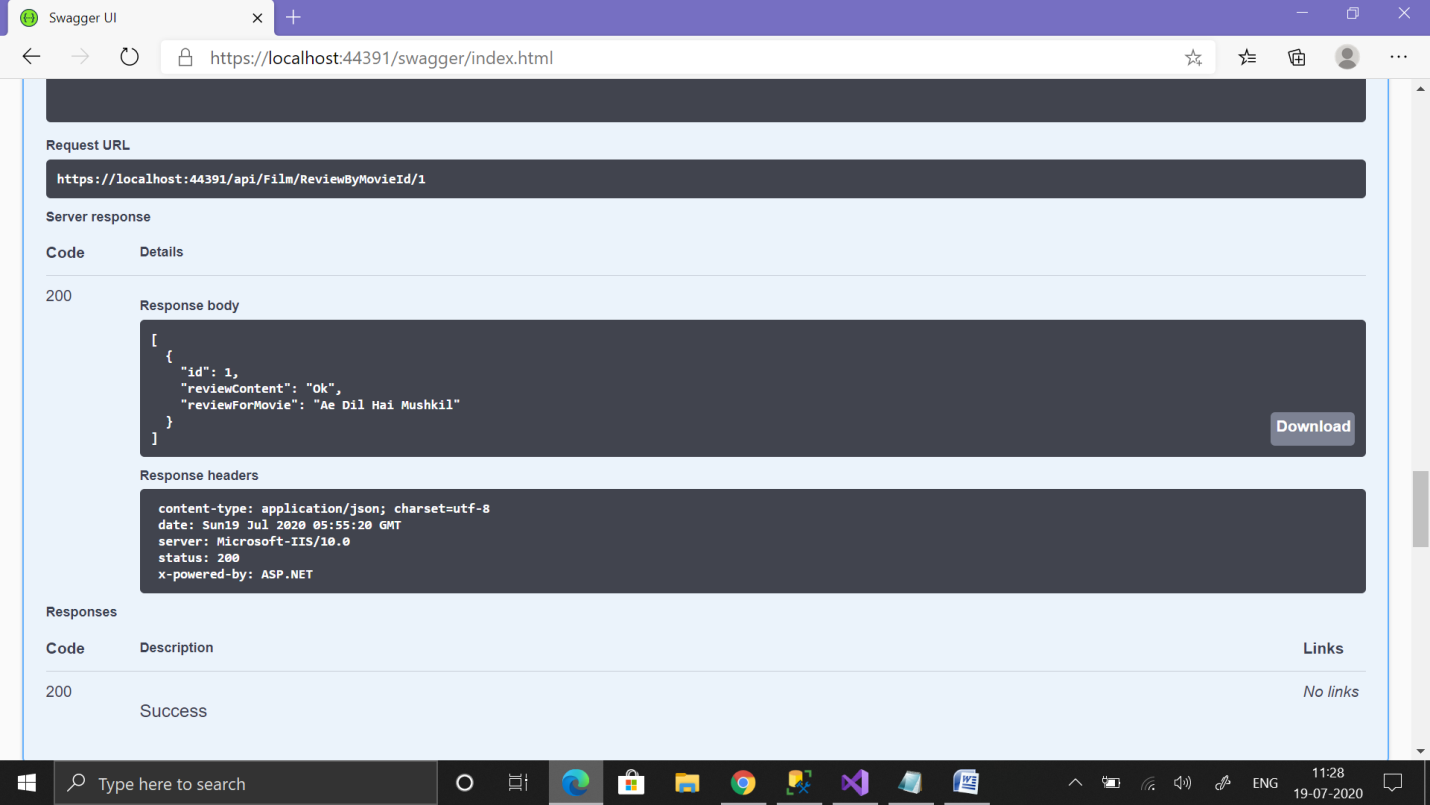 Swagger UI
https://localhost:44391/swagger/index.html
Request URL
https://localhost:44391/api/Film/ReviewByMovieId/1
Server response
Code Details
200
Response body
[
{
"id": 1,
"reviewContent": "Ok",
"reviewForMovie": "Ae Dil Hai Mushkil"
}
]
Download
Response headers
content-type: application/json; charset=utf-8
date: Sun19 Jul 2020 05:55:20 GMT
server: Microsoft-IIS/10.0
status: 200
x-powered-by: ASP.NET
Responses
Code Description Links
200 No links
Success
Type here to search
ENG
11:28
19-07-2020